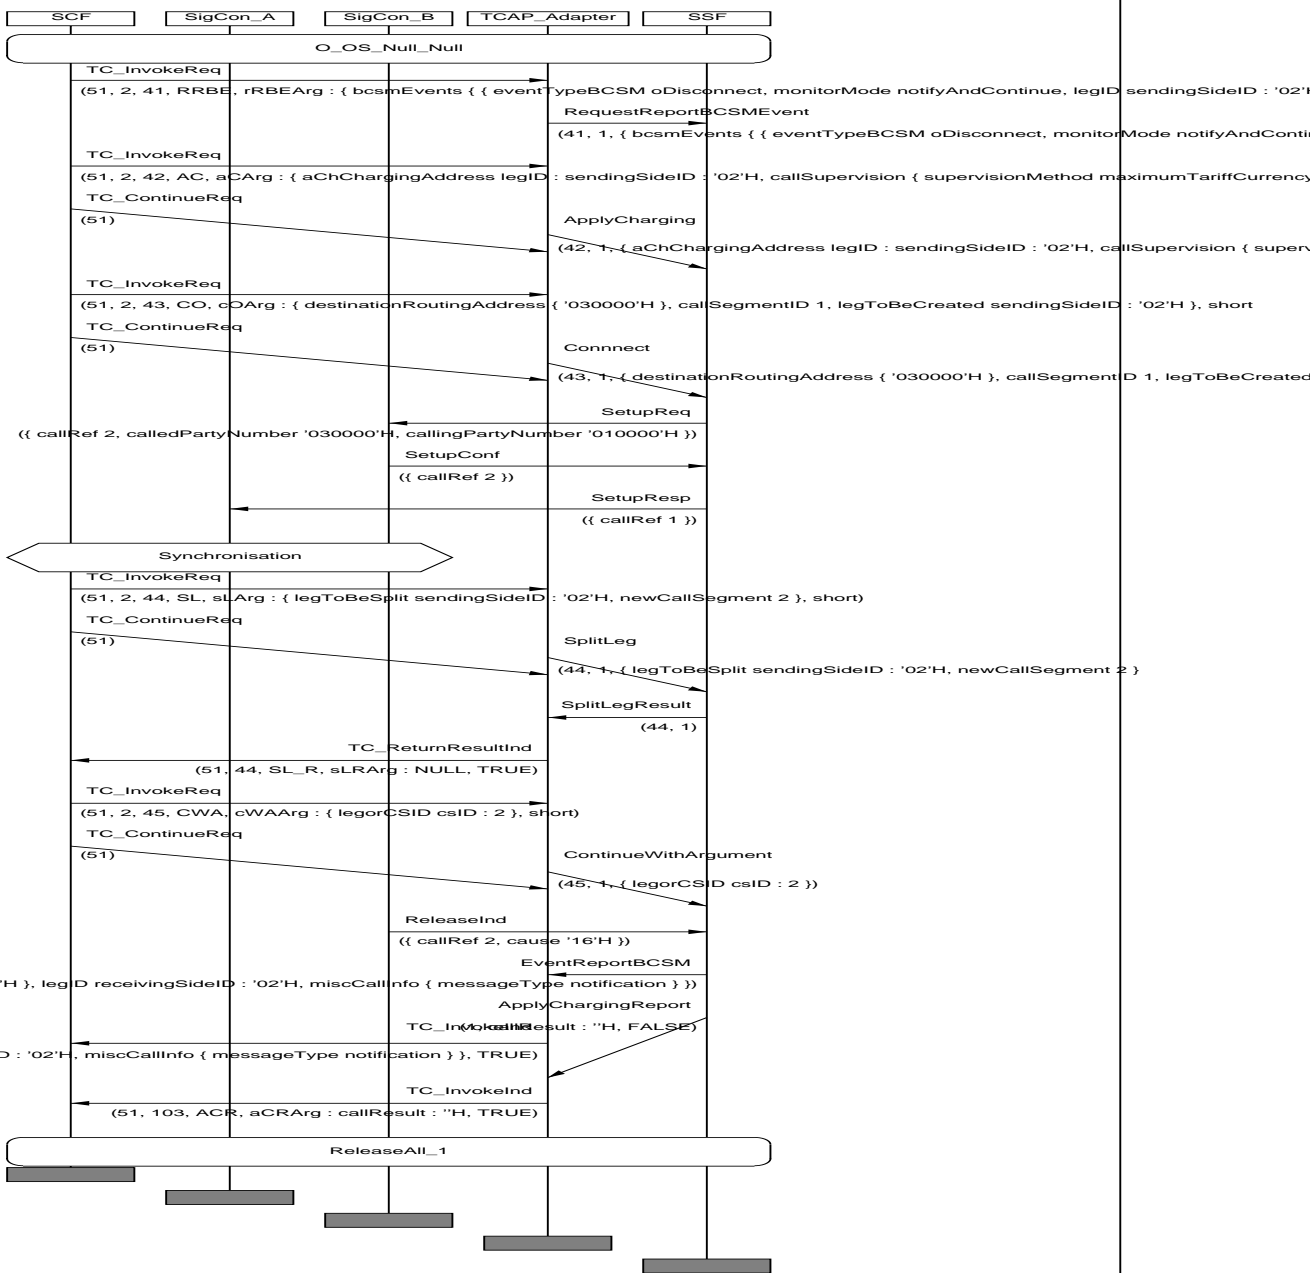 SCF SigCon_A SigCon_B TCAP_Adapter SSF
O_OS_Null_Null
TC_InvokeReq
(51, 2, 41, RRBE, rRBEArg : { bcsmEvents { { eventTypeBCSM oDisconnect, monitorMode notifyAndContinue, legID sendingSideID : '02'H
RequestReportBCSMEvent
(41, 1, { bcsmEvents { { eventTypeBCSM oDisconnect, monitorMode notifyAndConti
TC_InvokeReq
(51, 2, 42, AC, aCArg : { aChChargingAddress legID : sendingSideID : '02'H, callSupervision { supervisionMethod maximumTariffCurrency
TC_ContinueReq
(51)
ApplyCharging
(42, 1, { aChChargingAddress legID : sendingSideID : '02'H, callSupervision { superv
TC_InvokeReq
(51, 2, 43, CO, cOArg : { destinationRoutingAddress { '030000'H }, callSegmentID 1, legToBeCreated sendingSideID : '02'H }, short
TC_ContinueReq
(51)
Connnect
(43, 1, { destinationRoutingAddress { '030000'H }, callSegmentID 1, legToBeCreated
SetupReq
({ callRef 2, calledPartyNumber '030000'H, callingPartyNumber '010000'H })
SetupConf
({ callRef 2 })
SetupResp
({ callRef 1 })
Synchronisation
TC_InvokeReq
(51, 2, 44, SL, sLArg : { legToBeSplit sendingSideID : '02'H, newCallSegment 2 }, short)
TC_ContinueReq
(51)
SplitLeg
(44, 1, { legToBeSplit sendingSideID : '02'H, newCallSegment 2 }
SplitLegResult
(44, 1)
TC_ReturnResultInd
(51, 44, SL_R, sLRArg : NULL, TRUE)
TC_InvokeReq
(51, 2, 45, CWA, cWAArg : { legorCSID csID : 2 }, short)
TC_ContinueReq
(51)
ContinueWithArgument
(45, 1, { legorCSID csID : 2 })
ReleaseInd
({ callRef 2, cause '16'H })
EventReportBCSM
'H }, legID receivingSideID : '02'H, miscCallInfo { messageType notification } })
ApplyChargingReport
TC_InvokeInd
callResult : ''H, FALSE)
D : '02'H, miscCallInfo { messageType notification } }, TRUE)
TC_InvokeInd
(51, 103, ACR, aCRArg : callResult : ''H, TRUE)
ReleaseAll_1